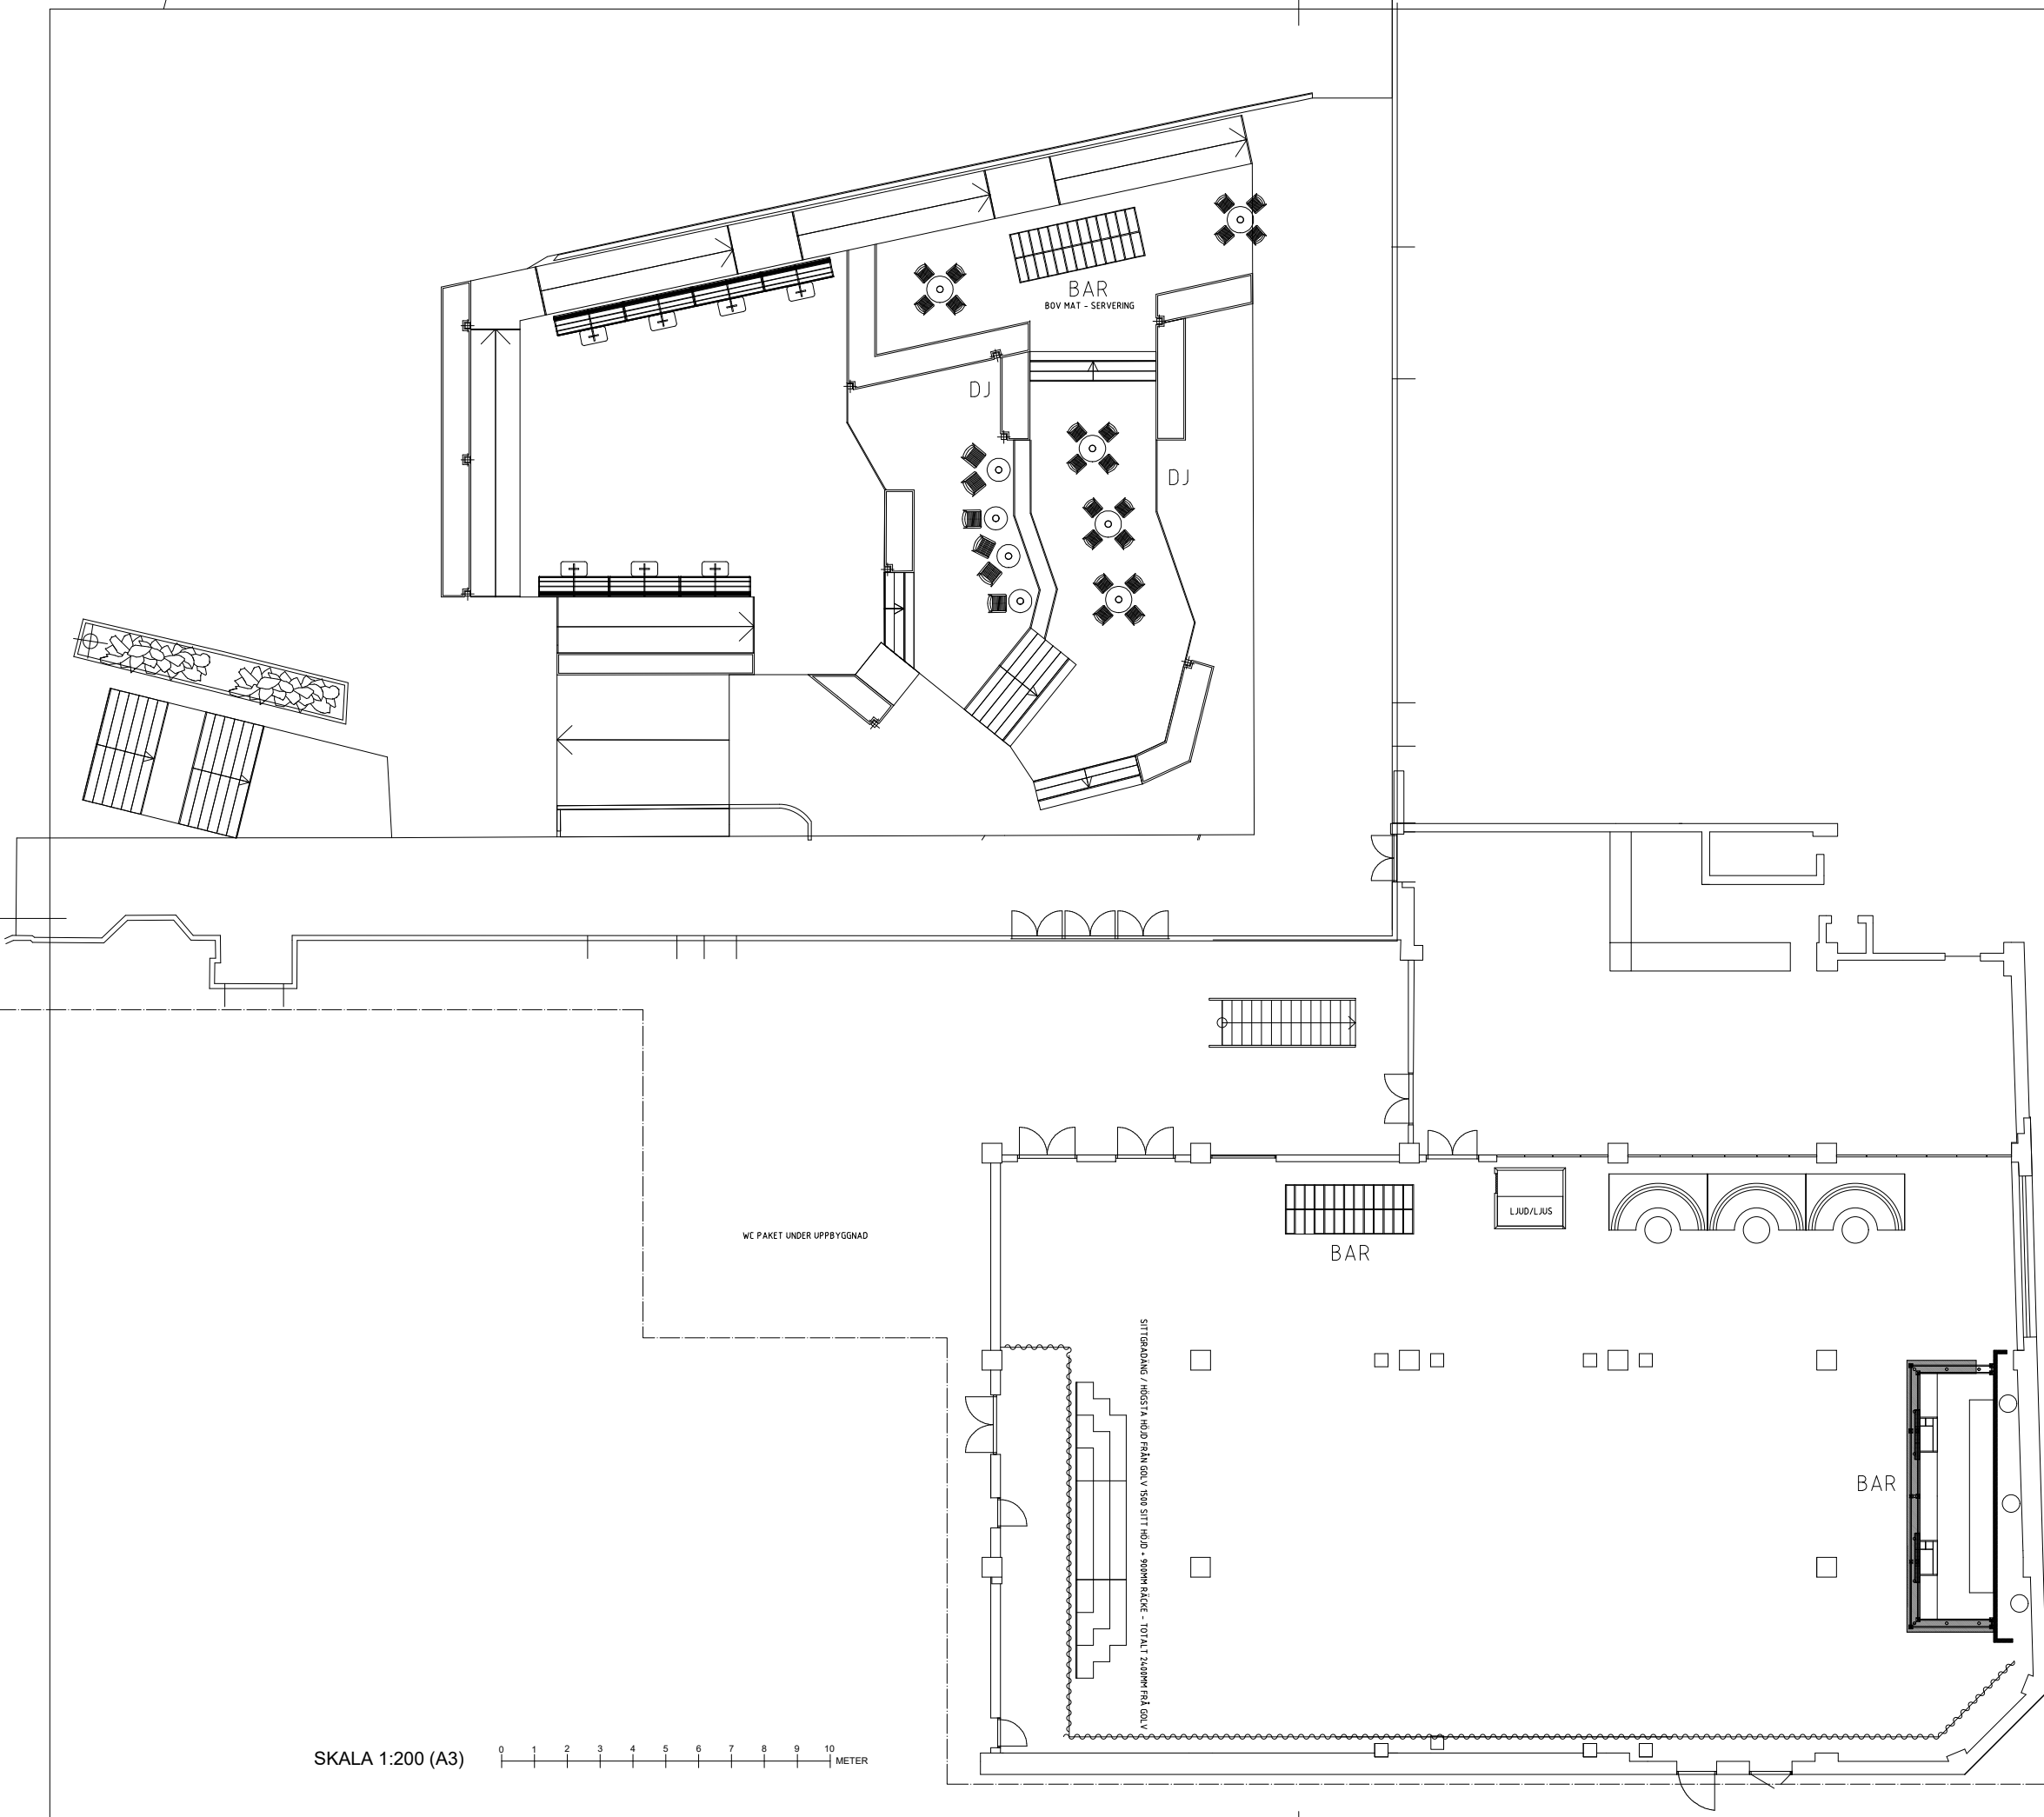 BAR
BOV MAT - SERVERING
DJ
DJ
LJUD/LJUS
WC PAKET UNDER UPPBYGGNAD
BAR
SITTGRADÄNG / HÖGSTA HÖJD FRÅN GOLV 1500 SITT HÖJD + 900MM RÄCKE - TOTALT 2400MM FRÅ GOLV
BAR
SKALA 1:200 (A3)
0 1 2 3 4 5 6 7 8 9 10
METER